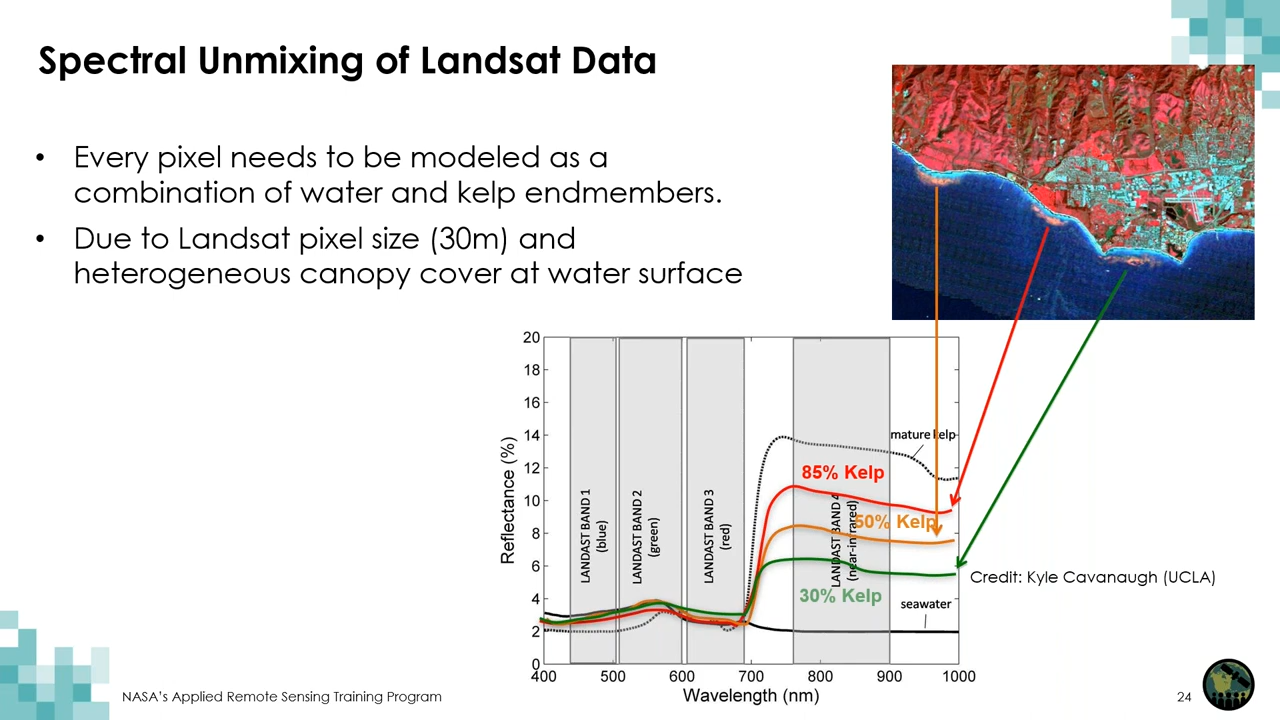 Spectral Unmixing of Landsat Data
• Every pixel needs to be modeled as a
combination of water and kelp endmembers.
• Due to Landsat pixel size (30m) and
heterogeneous canopy cover at water surface
20
18
16
14
12
10
8
6
4
2
0
Reflectance (%)
400
500
600
700
800
900
1000
Wavelength (nm)
LANDAST BAND 1
(blue)
LANDAST BAND 2
(green)
LANDAST BAND 3
(red)
LANDAST BAND 4
(near-infrared)
mature kelp
85% Kelp
50% Kelp
30% Kelp
seawater
Credit: Kyle Cavanaugh (UCLA)
NASA's Applied Remote Sensing Training Program
24